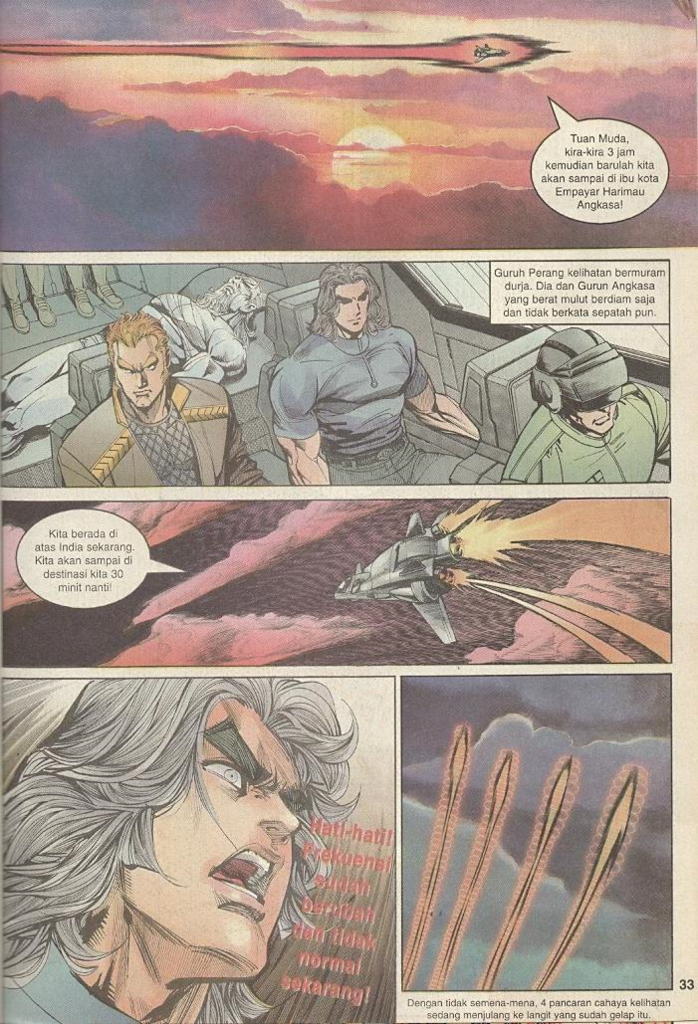 Tuan Muda,
kira-kira 3 jam
kemudian barulah kita
akan sampai di ibu kota
Empayar Harimau
Angkasa!
Guruh Perang kelihatan bermuram
durja. Dia dan Gurun Angkasa
yang berat mulut berdiam saja
dan tidak berkata sepatah pun.
Kita berada di
atas India sekarang.
Kita akan sampai di
destinasi kita 30
minit nanti!
Hati-hati!
Frekuensi
sudah
berubah
dan tidak
normal
sekarang!
33
Dengan tidak semena-mena, 4 pancaran cahaya kelihatan
sedang menjulang ke langit yang sudah gelap itu.